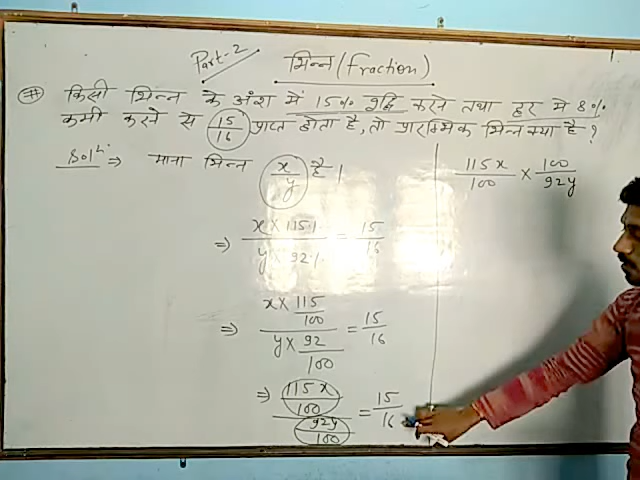 Part-2
भिन्न (fraction)
# किसी भिन्न के अंश में 15% वृद्धि करने तथा हर में 8%
कमी करने से 15/16 प्राप्त होता है, तो प्रारम्भिक भिन्न क्या है ?
Solⁿ ⇒ माना भिन्न x/y है ।
⇒ x × 115% / y × 92% = 15/16
⇒ x × 115/100 / y × 92/100 = 15/16
⇒ 115x/100 / 92y/100 = 15/16
115x/100 × 100/92y